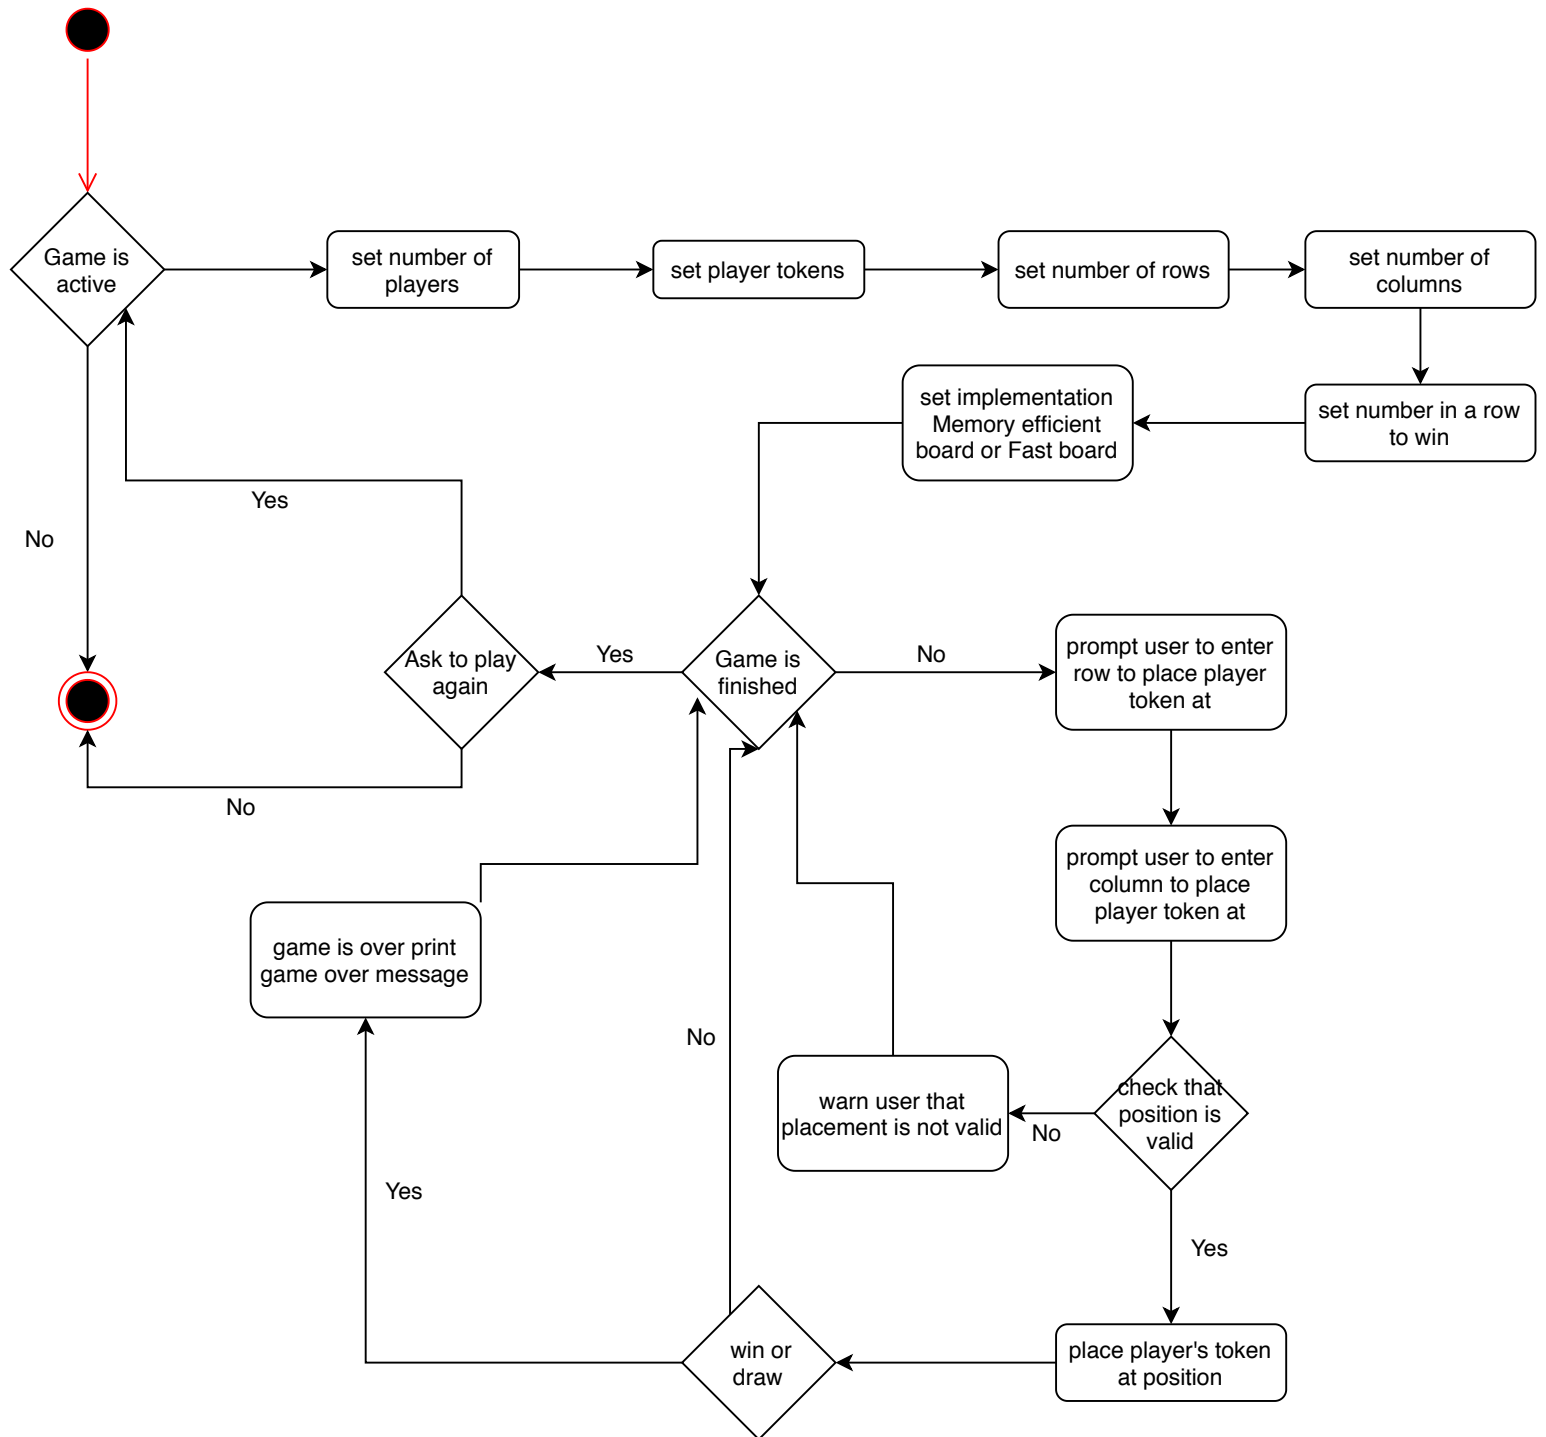 Game is
active
set number of
players
set player tokens
set number of rows
set number of
columns
set implementation
Memory efficient
board or Fast board
set number in a row
to win
Yes
No
Ask to play
again
Yes
Game is
finished
No
prompt user to enter
row to place player
token at
No
prompt user to enter
column to place
player token at
game is over print
game over message
No
warn user that
placement is not valid
No
check that
position is
valid
Yes
Yes
win or
draw
place player's token
at position